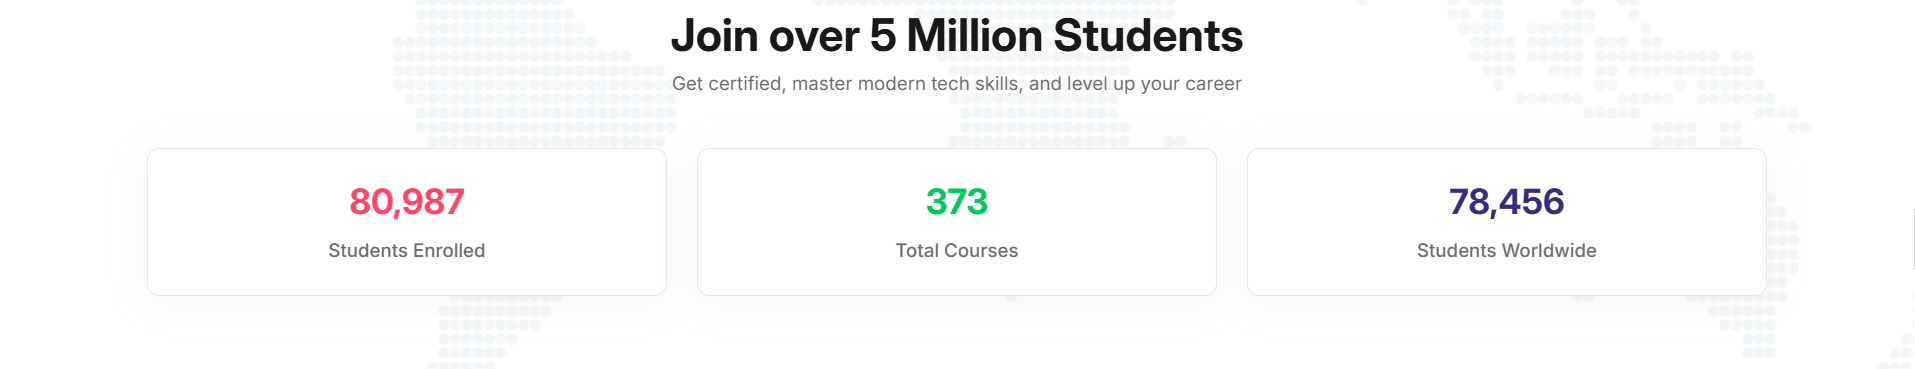 Join over 5 Million Students
Get certified, master modern tech skills, and level up your career
80,987
Students Enrolled
373
Total Courses
78,456
Students Worldwide